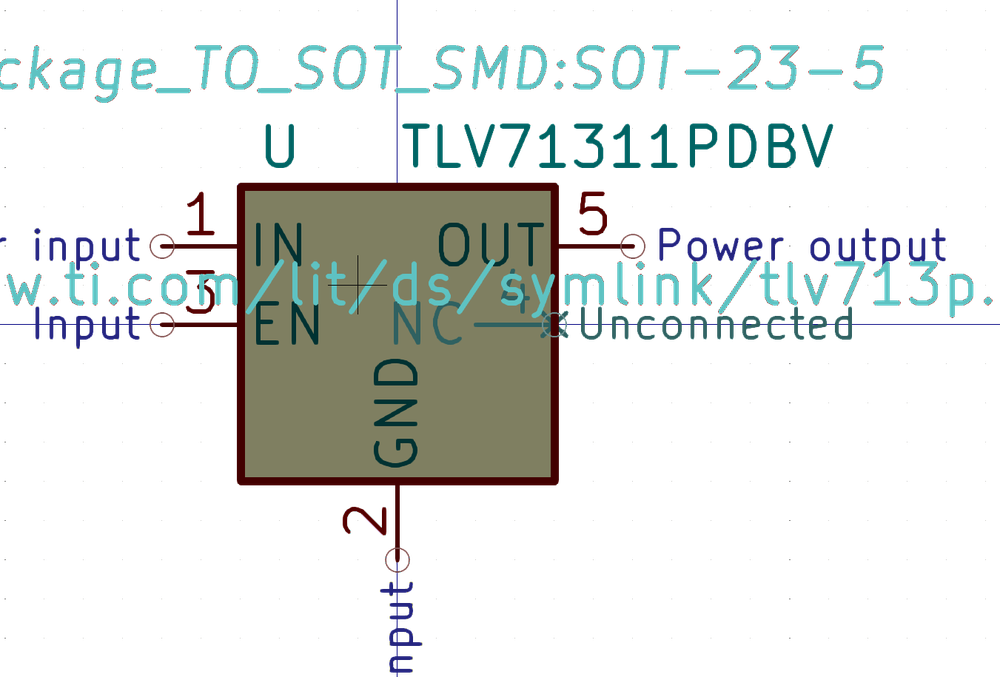 ckage_TO_SOT_SMD:SOT-23-5
U TLV71311PDBV
1 5
r input IN OUT Power output
w.ti.com/lit/ds/symlink/tlv713p.
3 4
Input EN NC Unconnected
GND
2
nput